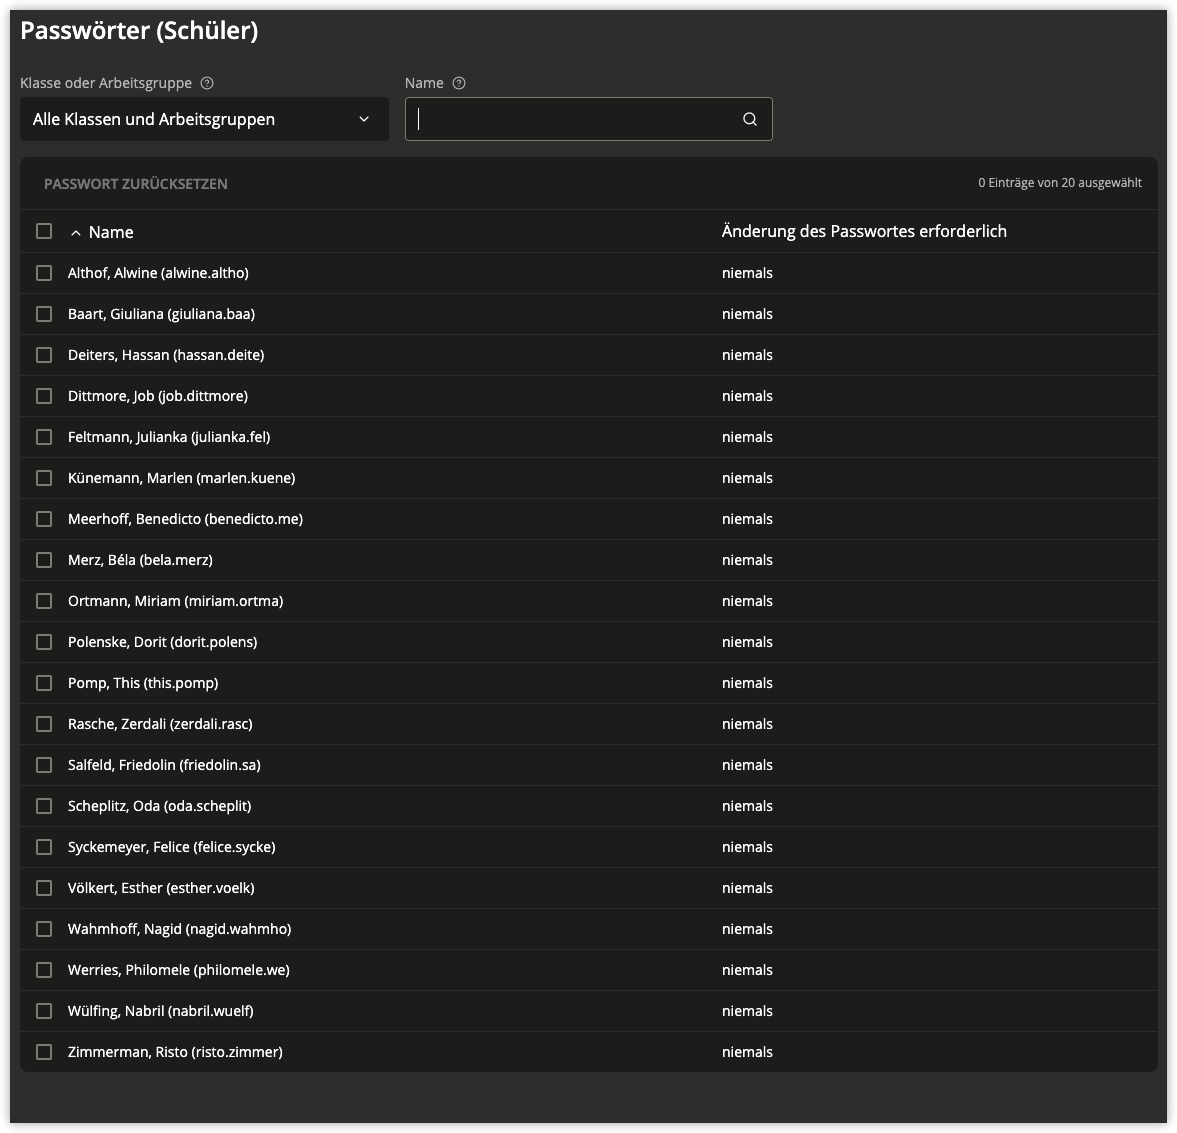 Passwörter (Schüler)
Klasse oder Arbeitsgruppe Name
Alle Klassen und Arbeitsgruppen
PASSWORT ZURÜCKSETZEN 0 Einträge von 20 ausgewählt
Name Änderung des Passwortes erforderlich
Althof, Alwine (alwine.altho) niemals
Baart, Giuliana (giuliana.baa) niemals
Deiters, Hassan (hassan.deite) niemals
Dittmore, Job (job.dittmore) niemals
Feltmann, Julianka (julianka.fel) niemals
Künemann, Marlen (marlen.kuene) niemals
Meerhoff, Benedicto (benedicto.me) niemals
Merz, Béla (bela.merz) niemals
Ortmann, Miriam (miriam.ortma) niemals
Polenske, Dorit (dorit.polens) niemals
Pomp, This (this.pomp) niemals
Rasche, Zerdali (zerdali.rasc) niemals
Salfeld, Friedolin (friedolin.sa) niemals
Scheplitz, Oda (oda.scheplit) niemals
Syckemeyer, Felice (felice.sycke) niemals
Völkert, Esther (esther.voelk) niemals
Wahmhoff, Nagid (nagid.wahmho) niemals
Werries, Philomele (philomele.we) niemals
Wülfing, Nabril (nabril.wuelf) niemals
Zimmerman, Risto (risto.zimmer) niemals